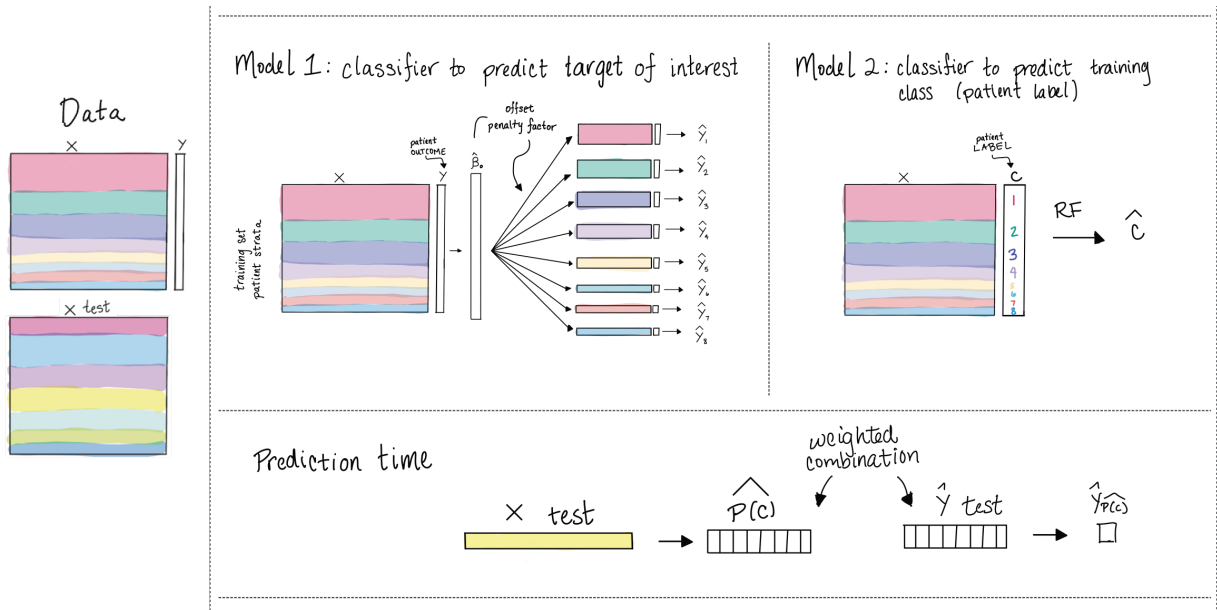 Data
X Y
X test
Model 1: classifier to predict target of interest
offset
penalty factor
patient
OUTCOME
X Y β̂₀
training set
patient strata
ŷ₁
ŷ₂
ŷ₃
ŷ₄
ŷ₅
ŷ₆
ŷ₇
ŷ₈
Model 2: classifier to predict training
class (patient label)
patient
LABEL
X C
1
2
3
4
5
6
7
8
RF
Ĉ
Prediction time
weighted
combination
X test
P̂(C)
Ŷ test
Ŷ P̂(C)